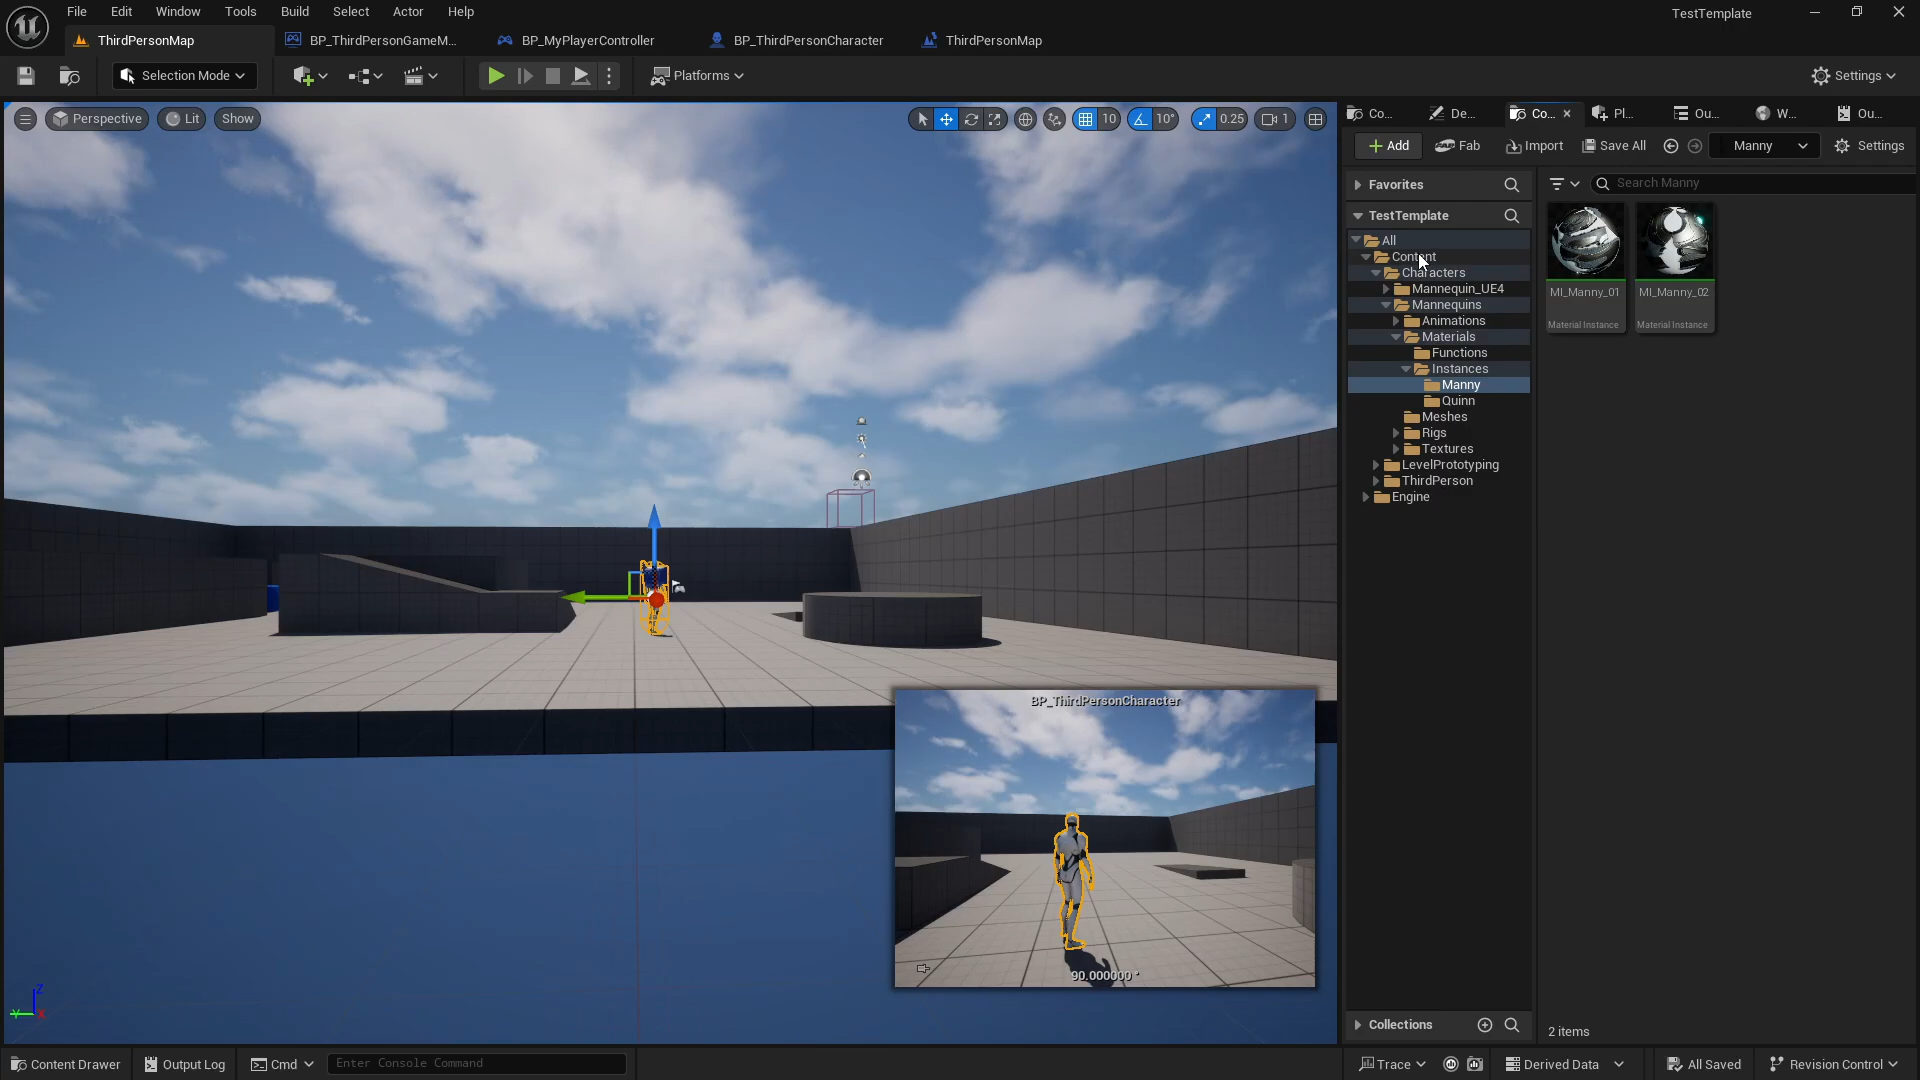 File Edit Window Tools Build Select Actor Help
TestTemplate
ThirdPersonMap BP_ThirdPersonGameM... BP_MyPlayerController BP_ThirdPersonCharacter ThirdPersonMap
Selection Mode Platforms Settings
Perspective Lit Show 10 10° 0.25 1
Co... De... Co... Pl... Ou... W... Ou...
Add Fab Import Save All Manny Settings
Favorites
Search Manny
TestTemplate
All
Content
Characters
Mannequin_UE4
Mannequins
Animations
Materials
Functions
Instances
Manny
Quinn
Meshes
Rigs
Textures
LevelPrototyping
ThirdPerson
Engine
MI_Manny_01 MI_Manny_02
Material Instance Material Instance
BP_ThirdPersonCharacter
90.000000 °
Z
Y X
Collections
2 items
Content Drawer Output Log Cmd Enter Console Command Trace Derived Data All Saved Revision Control